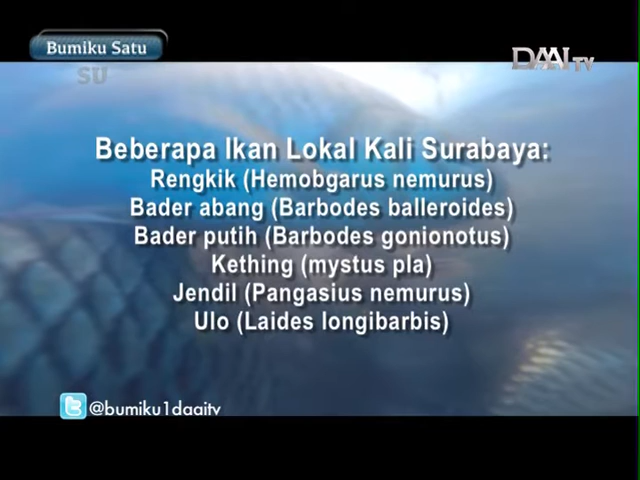 Bumiku Satu
DAAI TV
SU
Beberapa Ikan Lokal Kali Surabaya:
Rengkik (Hemobgarus nemurus)
Bader abang (Barbodes balleroides)
Bader putih (Barbodes gonionotus)
Kething (mystus pla)
Jendil (Pangasius nemurus)
Ulo (Laides longibarbis)
@bumiku1daaitv